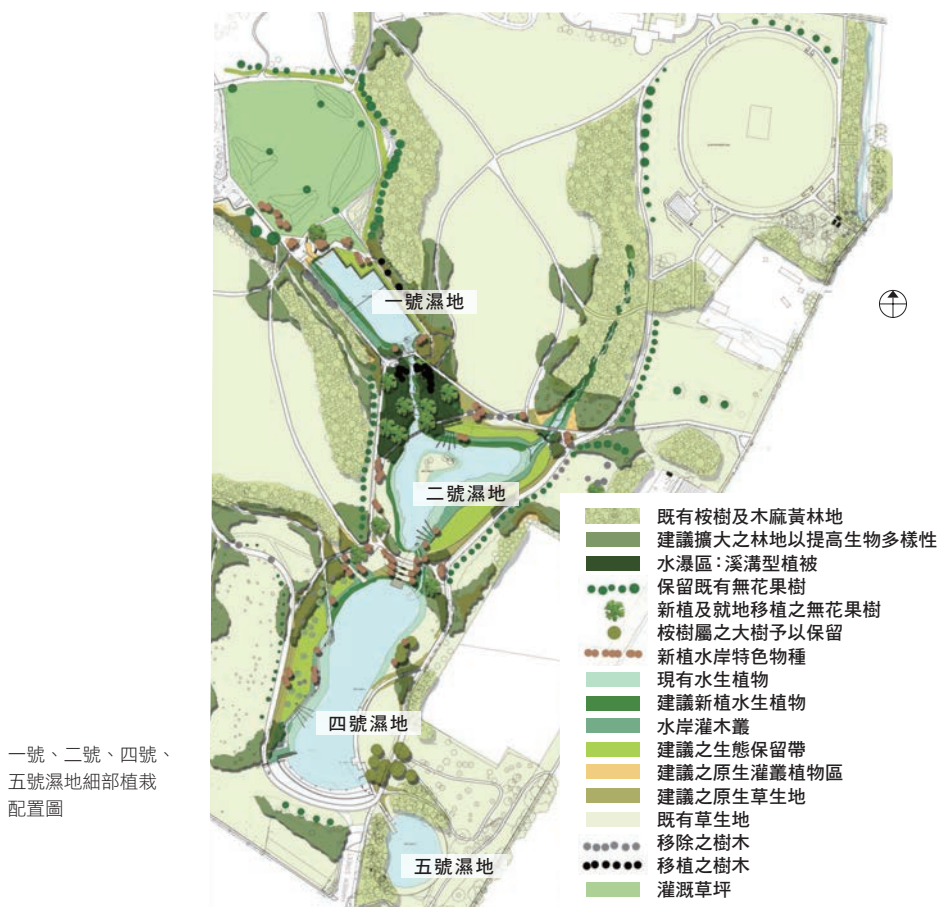 一號濕地
二號濕地
四號濕地
五號濕地
既有桉樹及木麻黃林地
建議擴大之林地以提高生物多樣性
水瀑區：溪溝型植被
保留既有無花果樹
新植及就地移植之無花果樹
桉樹屬之大樹予以保留
新植水岸特色物種
現有水生植物
建議新植水生植物
水岸灌木叢
建議之生態保留帶
建議之原生灌叢植物區
建議之原生草生地
既有草生地
移除之樹木
移植之樹木
灌溉草坪
一號、二號、四號、
五號濕地細部植栽
配置圖